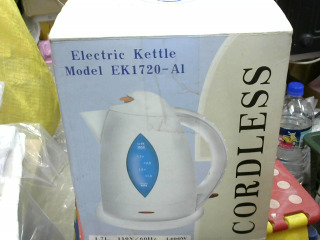 Electric Kettle
Model EK1720-A1
CORDLESS